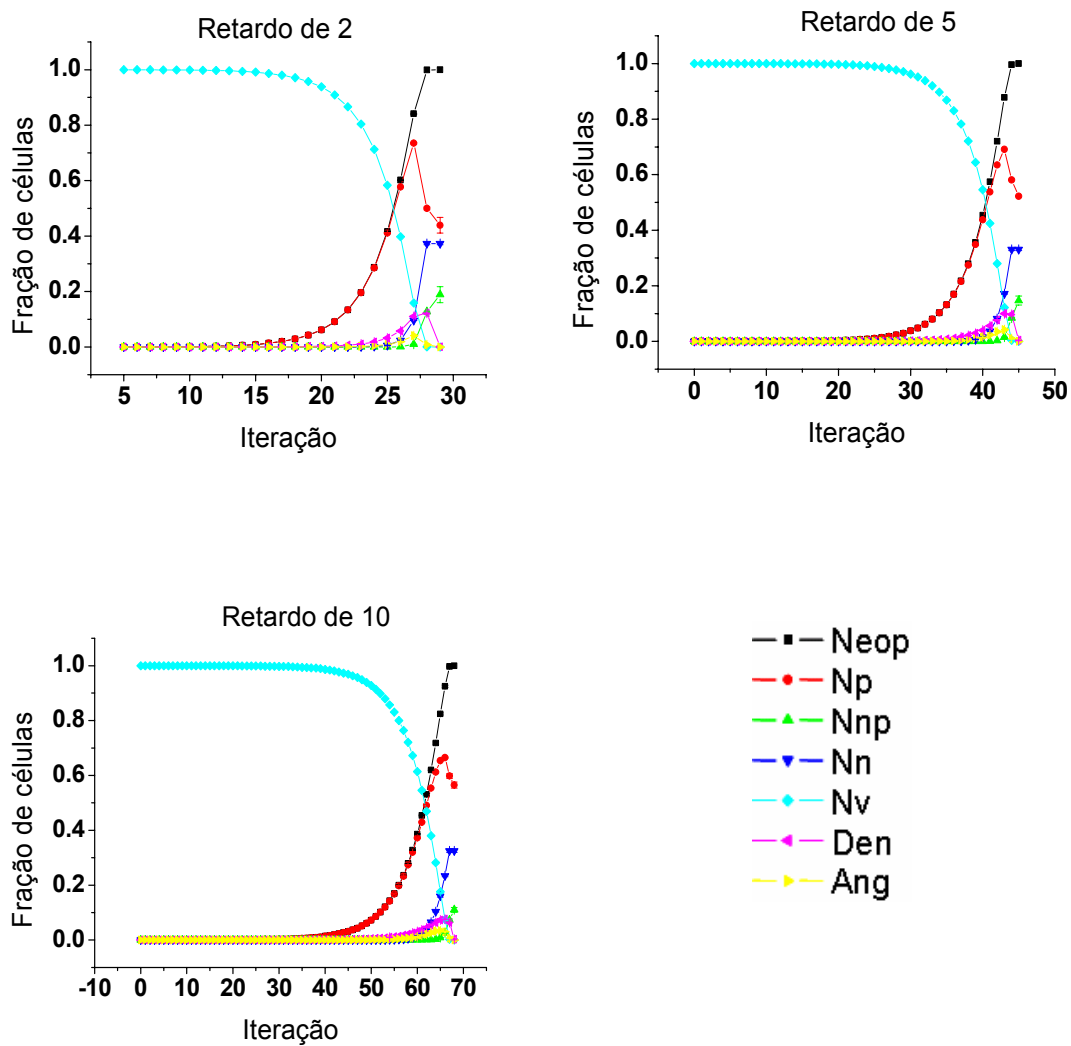 Retardo de 2
Fração de células
1.0
0.8
0.6
0.4
0.2
0.0
5 10 15 20 25 30
Iteração
Retardo de 5
Fração de células
1.0
0.8
0.6
0.4
0.2
0.0
0 10 20 30 40 50
Iteração
Retardo de 10
Fração de células
1.0
0.8
0.6
0.4
0.2
0.0
-10 0 10 20 30 40 50 60 70
Iteração
Neop
Np
Nnp
Nn
Nv
Den
Ang